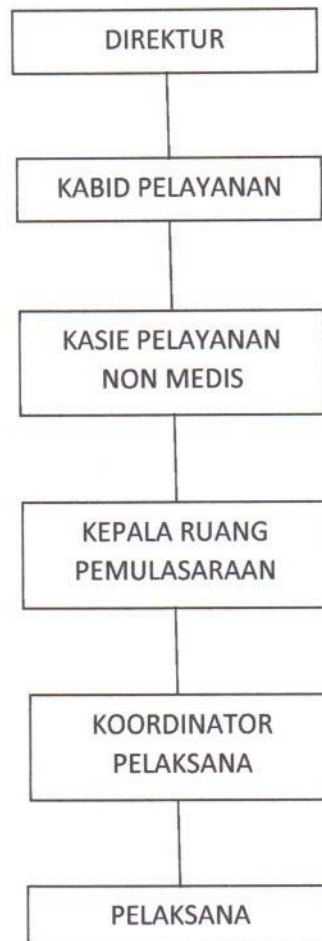 DIREKTUR
KABID PELAYANAN
KASIE PELAYANAN
NON MEDIS
KEPALA RUANG
PEMULASARAAN
KOORDINATOR
PELAKSANA
PELAKSANA